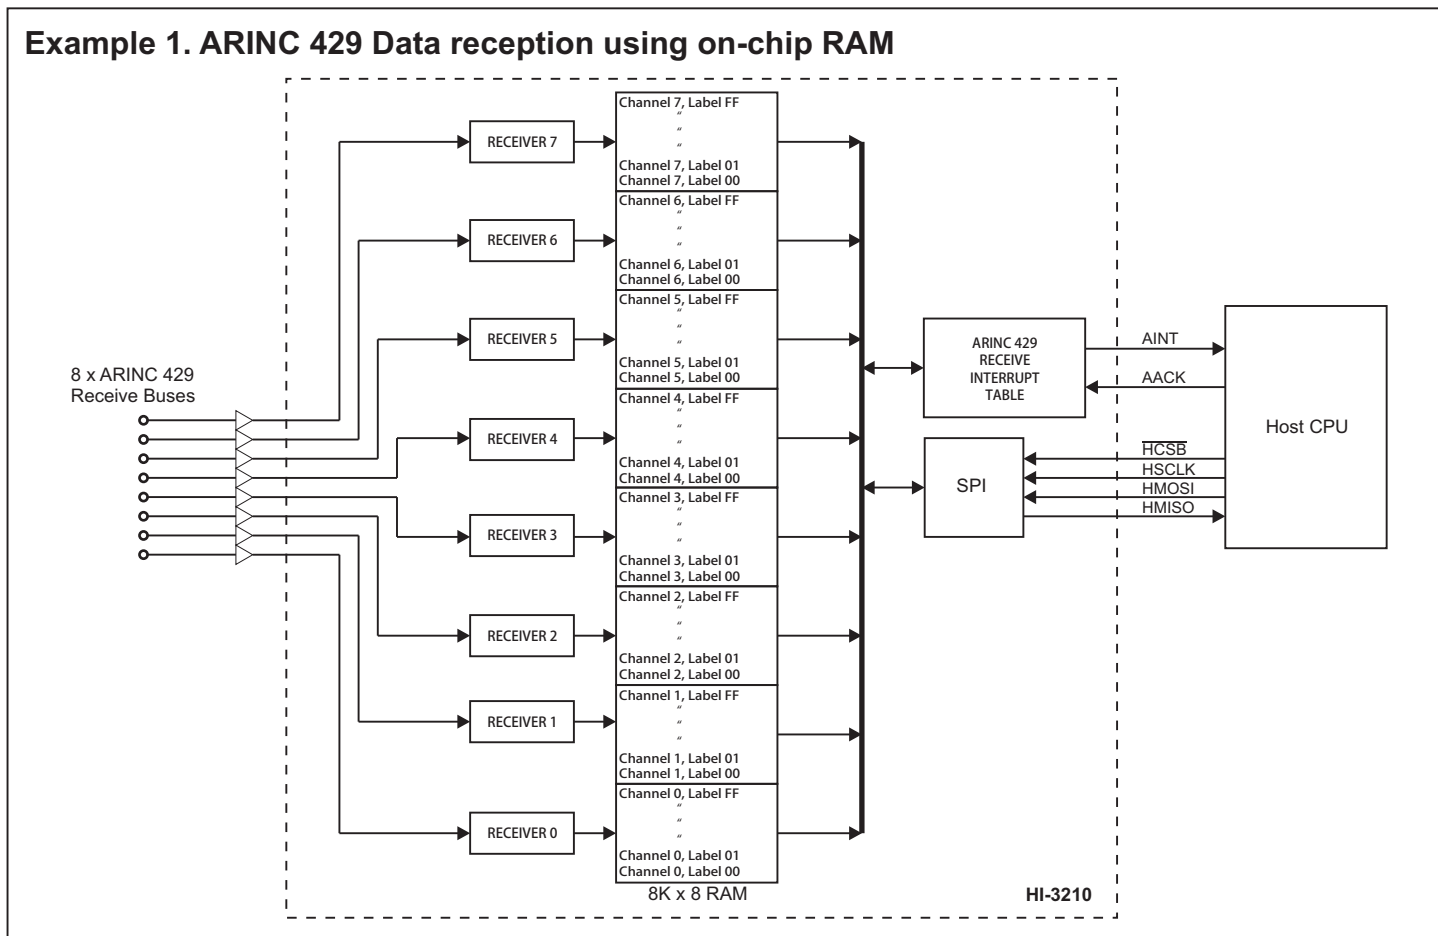 Example 1. ARINC 429 Data reception using on-chip RAM
8 x ARINC 429
Receive Buses
RECEIVER 7
RECEIVER 6
RECEIVER 5
RECEIVER 4
RECEIVER 3
RECEIVER 2
RECEIVER 1
RECEIVER 0
Channel 7, Label FF
"
"
"
Channel 7, Label 01
Channel 7, Label 00
Channel 6, Label FF
"
"
"
Channel 6, Label 01
Channel 6, Label 00
Channel 5, Label FF
"
"
"
Channel 5, Label 01
Channel 5, Label 00
Channel 4, Label FF
"
"
"
Channel 4, Label 01
Channel 4, Label 00
Channel 3, Label FF
"
"
"
Channel 3, Label 01
Channel 3, Label 00
Channel 2, Label FF
"
"
"
Channel 2, Label 01
Channel 2, Label 00
Channel 1, Label FF
"
"
"
Channel 1, Label 01
Channel 1, Label 00
Channel 0, Label FF
"
"
"
Channel 0, Label 01
Channel 0, Label 00
8K x 8 RAM
ARINC 429
RECEIVE
INTERRUPT
TABLE
SPI
HI-3210
AINT
AACK
HCSB
HSCLK
HMOSI
HMISO
Host CPU